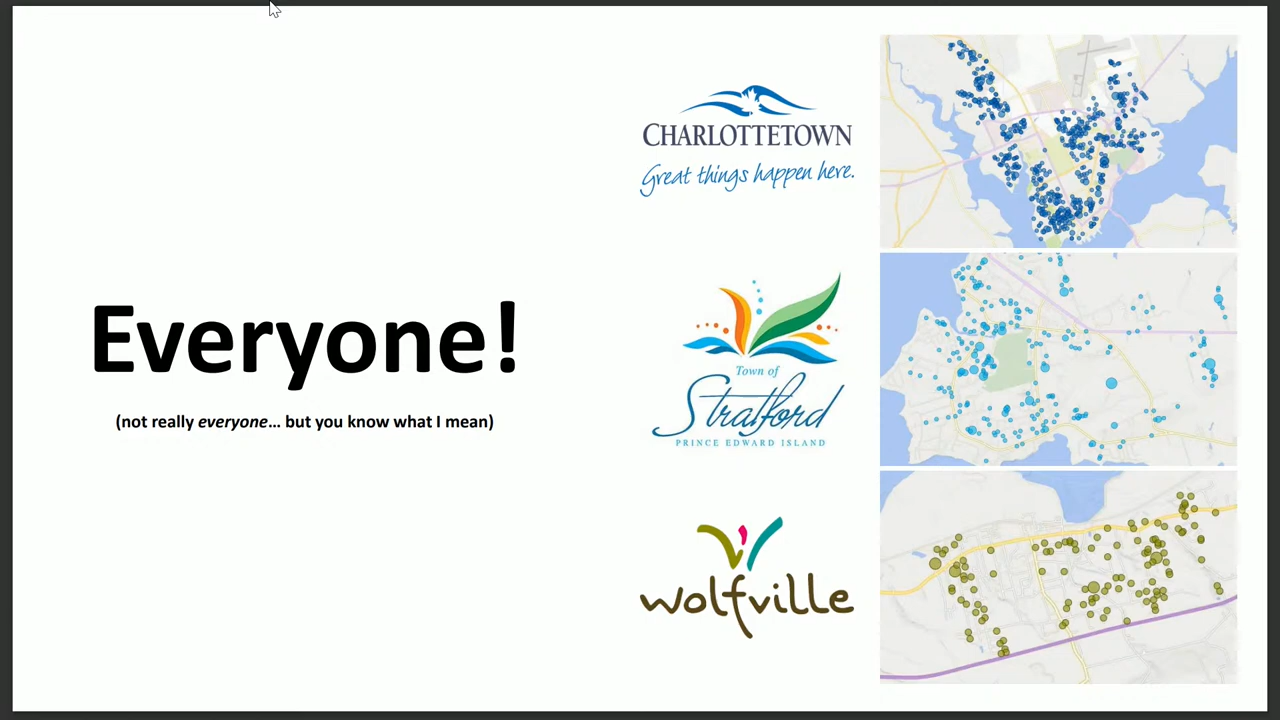 Everyone!
(not really everyone... but you know what I mean)
CHARLOTTETOWN
Great things happen here.
Town of
Stratford
PRINCE EDWARD ISLAND
wolfville